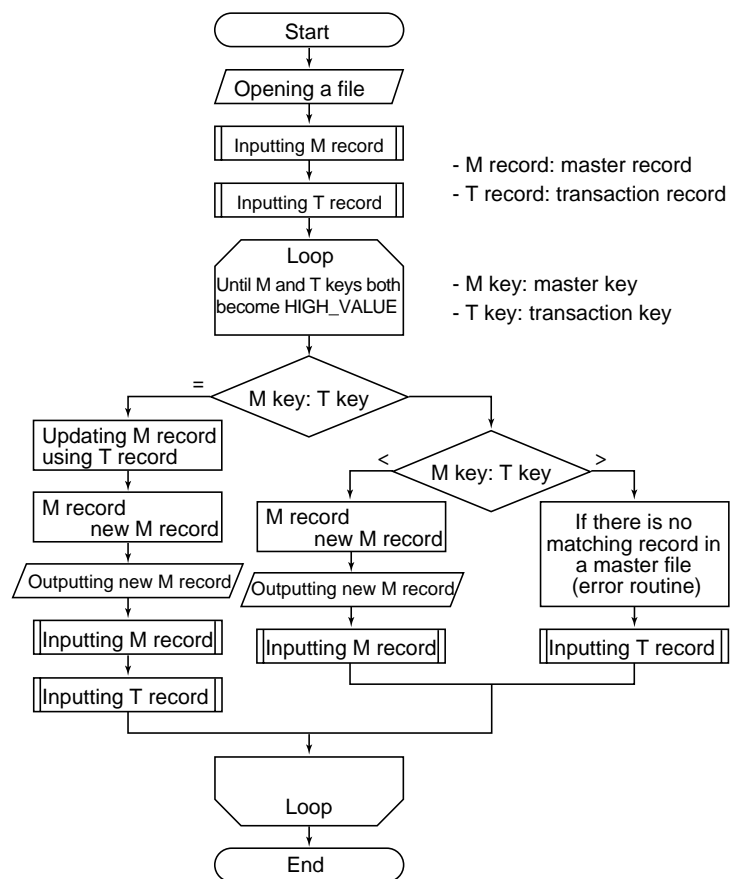 Start
Opening a file
Inputting M record
Inputting T record
- M record: master record
- T record: transaction record
Loop
Until M and T keys both
become HIGH_VALUE
- M key: master key
- T key: transaction key
=
M key: T key
Updating M record
using T record
<
M key: T key
>
M record
new M record
M record
new M record
If there is no
matching record in
a master file
(error routine)
Outputting new M record
Outputting new M record
Inputting M record
Inputting M record
Inputting T record
Inputting T record
Loop
End